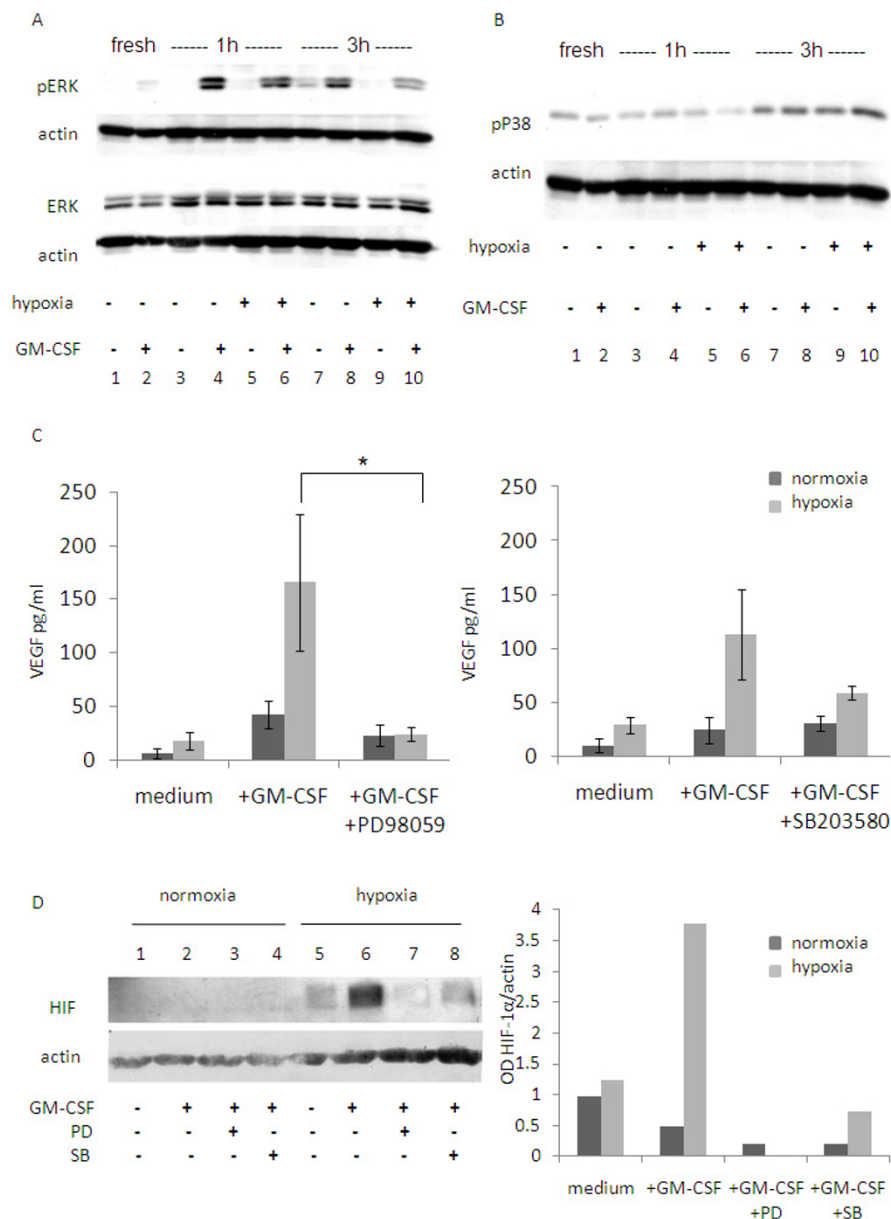 A
fresh ------ 1h ------ ------ 3h ------
pERK
actin
ERK
actin
hypoxia - - - - + + - - + +
GM-CSF - + - + - + - + - +
1 2 3 4 5 6 7 8 9 10
B
fresh ------ 1h ------ ------ 3h ------
pP38
actin
hypoxia - - - - + + - - + +
GM-CSF - + - + - + - + - +
1 2 3 4 5 6 7 8 9 10
C
*
250
200
150
100
50
0
VEGF pg/ml
medium +GM-CSF +GM-CSF
+PD98059
normoxia
hypoxia
250
200
150
100
50
0
VEGF pg/ml
medium +GM-CSF +GM-CSF
+SB203580
D
normoxia hypoxia
1 2 3 4 5 6 7 8
HIF
actin
GM-CSF - + + + - + + +
PD - - + - - - + -
SB - - - + - - - +
normoxia
hypoxia
4
3.5
3
2.5
2
1.5
1
0.5
0
OD HIF-1α/actin
medium +GM-CSF +GM-CSF +GM-CSF
+PD +SB